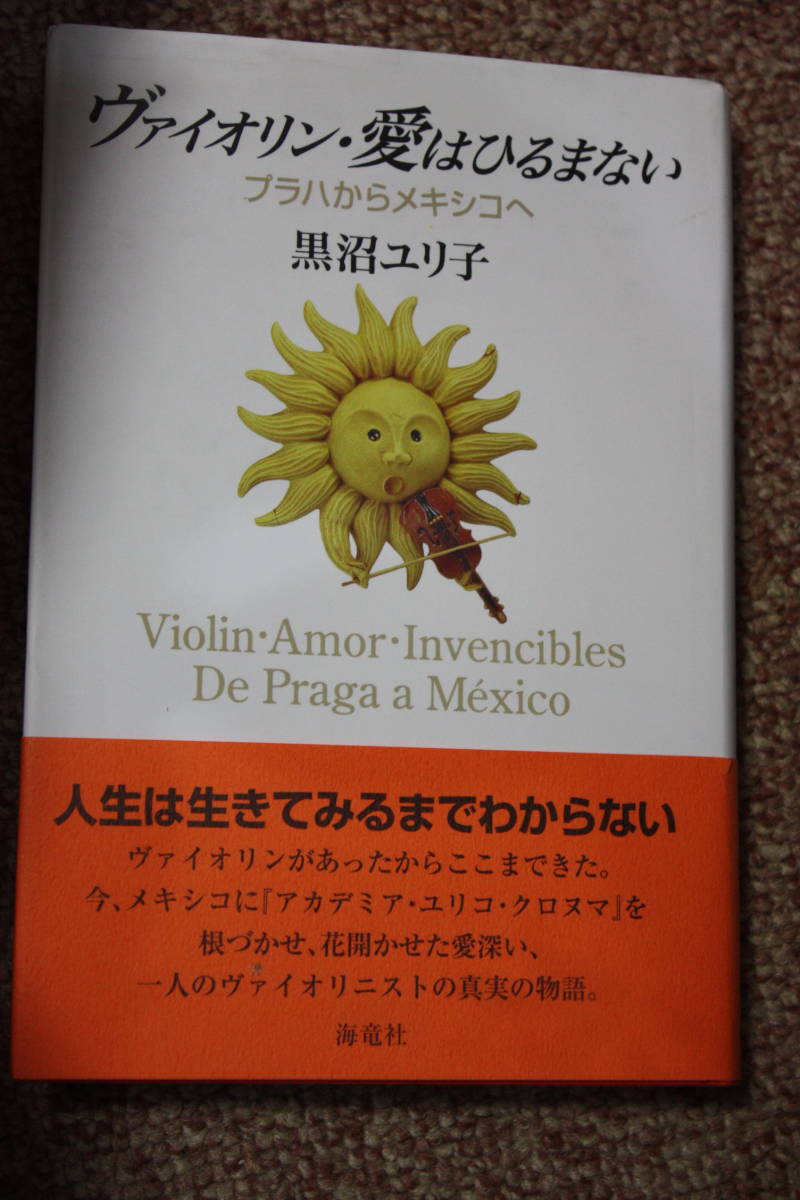 ヴァイオリン・愛はひるまない
プラハからメキシコへ
黒沼ユリ子
Violin·Amor·Invencibles
De Praga a México
人生は生きてみるまでわからない
ヴァイオリンがあったからここまできた。
今、メキシコに『アカデミア・ユリコ・クロヌマ』を
根づかせ、花開かせた愛深い、
一人のヴァイオリニストの真実の物語。
海竜社